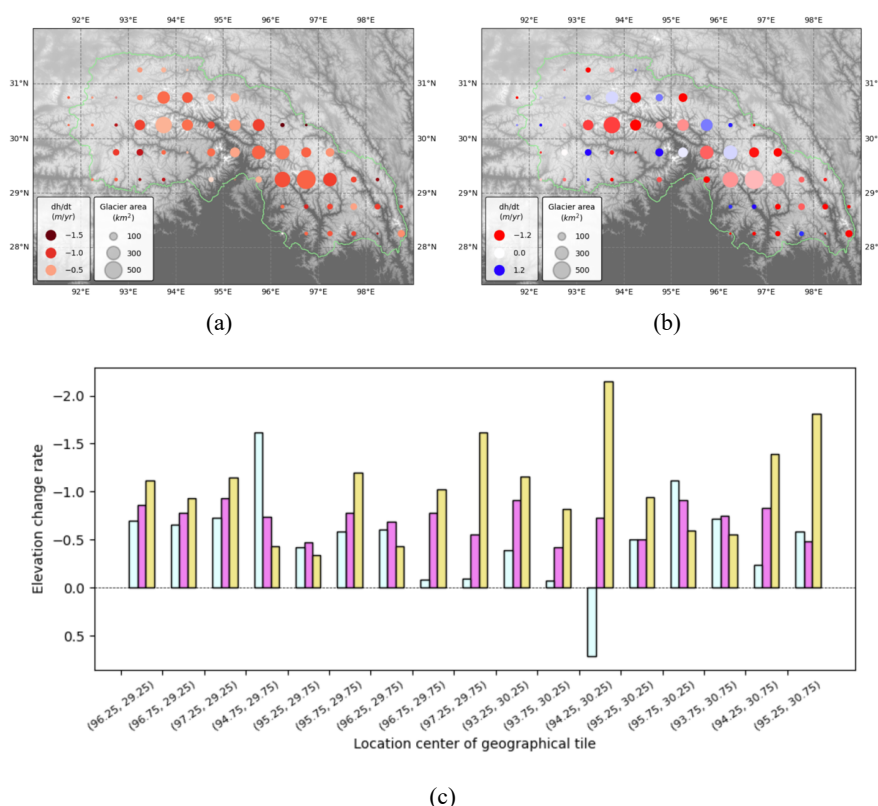 92°E 93°E 94°E 95°E 96°E 97°E 98°E
92°E 93°E 94°E 95°E 96°E 97°E 98°E
31°N
30°N
29°N
28°N
31°N
30°N
29°N
28°N
31°N
30°N
29°N
28°N
dh/dt
(m/yr)
−1.5
−1.0
−0.5
Glacier area
(km²)
100
300
500
dh/dt
(m/yr)
−1.2
0.0
1.2
Glacier area
(km²)
100
300
500
92°E 93°E 94°E 95°E 96°E 97°E 98°E
92°E 93°E 94°E 95°E 96°E 97°E 98°E
(a)
(b)
Elevation change rate
−2.0
−1.5
−1.0
−0.5
0.0
0.5
(96.25, 29.25)
(96.75, 29.25)
(97.25, 29.25)
(94.75, 29.75)
(95.25, 29.75)
(95.75, 29.75)
(96.25, 29.75)
(96.75, 29.75)
(97.25, 29.75)
(93.25, 30.25)
(93.75, 30.25)
(94.25, 30.25)
(95.25, 30.25)
(95.75, 30.25)
(93.75, 30.75)
(94.25, 30.75)
(95.25, 30.75)
Location center of geographical tile
(c)